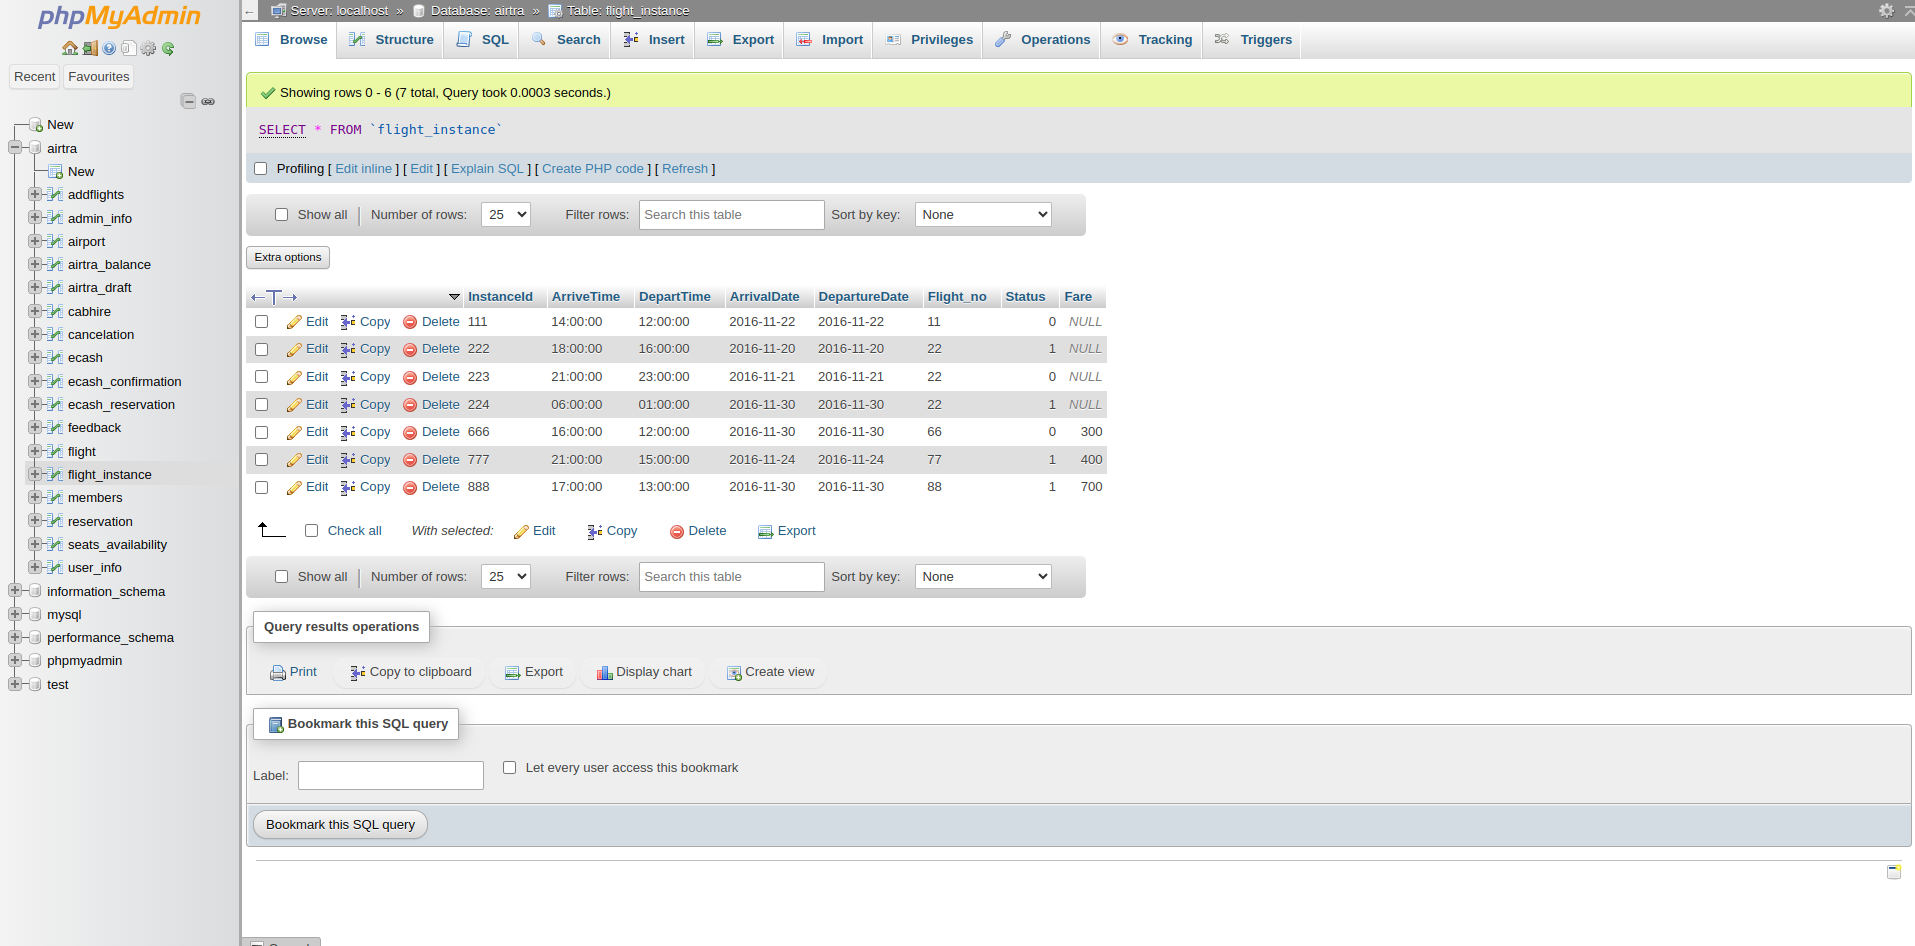 phpMyAdmin
Recent Favourites
New
airtra
New
addflights
admin_info
airport
airtra_balance
airtra_draft
cabhire
cancelation
ecash
ecash_confirmation
ecash_reservation
feedback
flight
flight_instance
members
reservation
seats_availability
user_info
information_schema
mysql
performance_schema
phpmyadmin
test
Server: localhost » Database: airtra » Table: flight_instance
Browse Structure SQL Search Insert Export Import Privileges Operations Tracking Triggers
Showing rows 0 - 6 (7 total, Query took 0.0003 seconds.)
SELECT * FROM `flight_instance`
Profiling [ Edit inline ] [ Edit ] [ Explain SQL ] [ Create PHP code ] [ Refresh ]
Show all Number of rows: 25 Filter rows: Search this table Sort by key: None
Extra options
InstanceId ArriveTime DepartTime ArrivalDate DepartureDate Flight_no Status Fare
Edit Copy Delete 111 14:00:00 12:00:00 2016-11-22 2016-11-22 11 0 NULL
Edit Copy Delete 222 18:00:00 16:00:00 2016-11-20 2016-11-20 22 1 NULL
Edit Copy Delete 223 21:00:00 23:00:00 2016-11-21 2016-11-21 22 0 NULL
Edit Copy Delete 224 06:00:00 01:00:00 2016-11-30 2016-11-30 22 1 NULL
Edit Copy Delete 666 16:00:00 12:00:00 2016-11-30 2016-11-30 66 0 300
Edit Copy Delete 777 21:00:00 15:00:00 2016-11-24 2016-11-24 77 1 400
Edit Copy Delete 888 17:00:00 13:00:00 2016-11-30 2016-11-30 88 1 700
Check all With selected: Edit Copy Delete Export
Show all Number of rows: 25 Filter rows: Search this table Sort by key: None
Query results operations
Print Copy to clipboard Export Display chart Create view
Bookmark this SQL query
Label: Let every user access this bookmark
Bookmark this SQL query